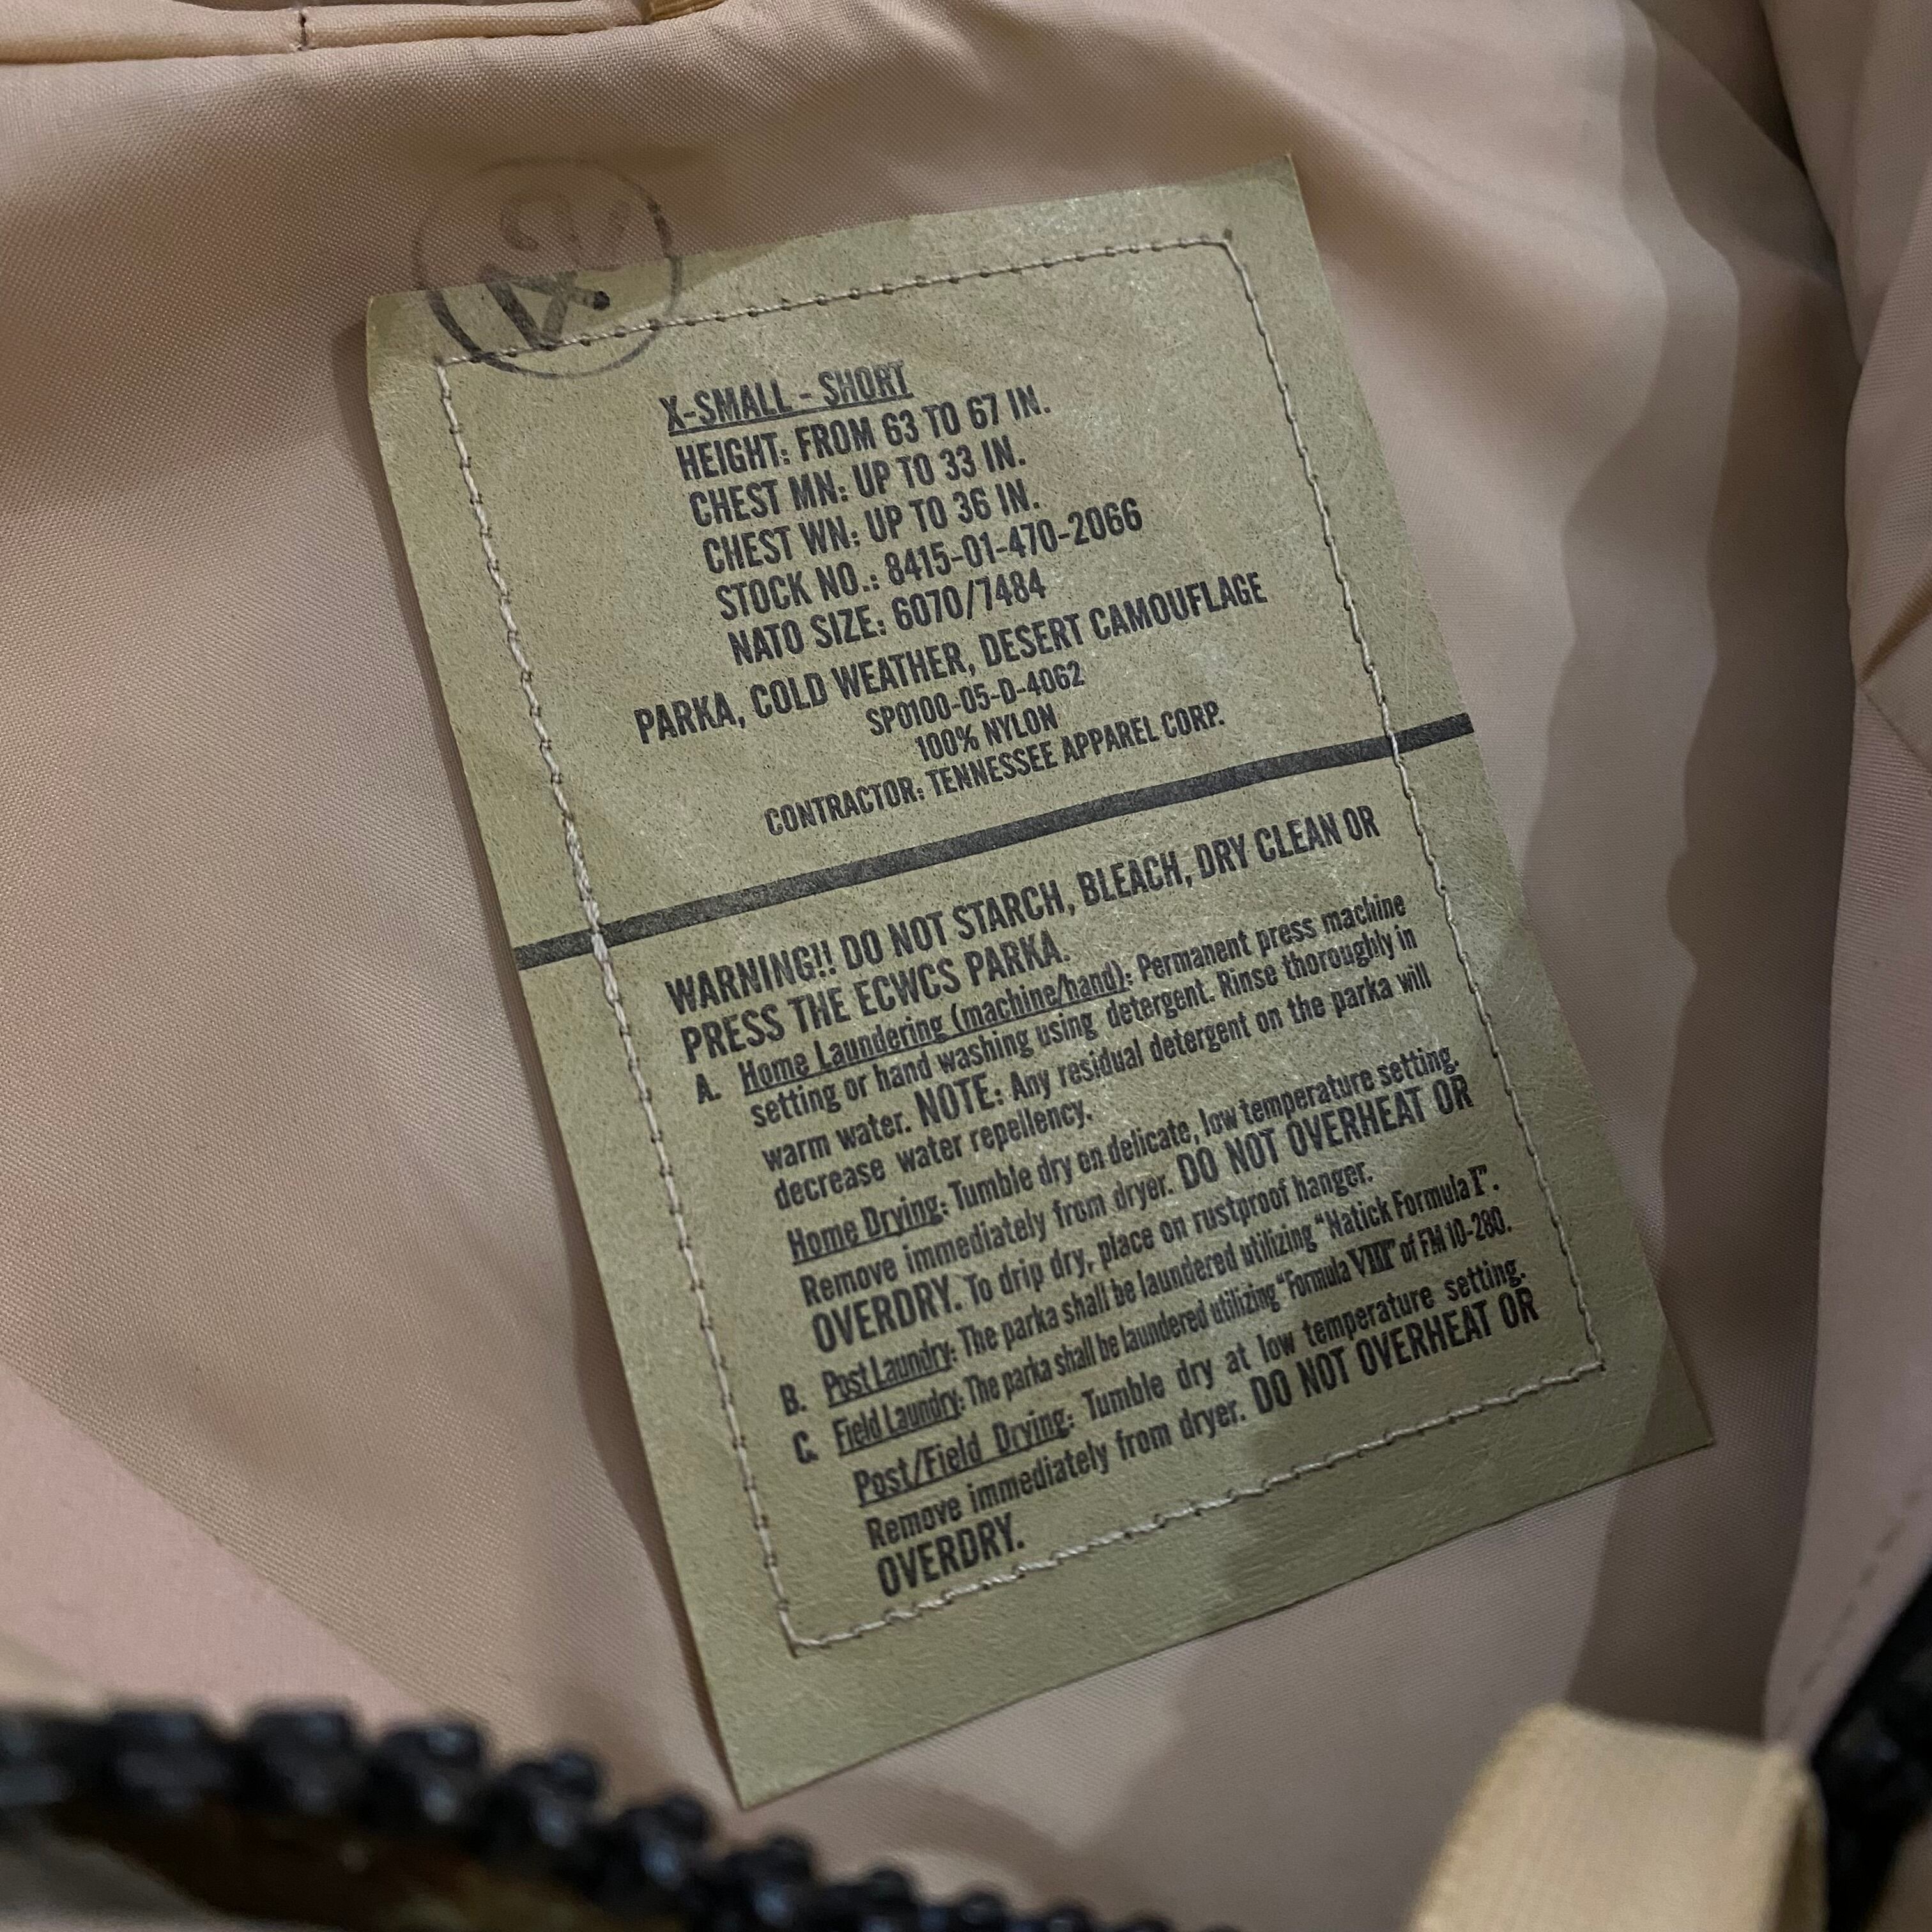 X-SMALL - SHORT
HEIGHT: FROM 63 TO 67 IN.
CHEST MN: UP TO 33 IN.
CHEST WN: UP TO 36 IN.
STOCK NO.: 8415-01-470-2066
NATO SIZE: 6070/7484
PARKA, COLD WEATHER, DESERT CAMOUFLAGE
SP0100-05-D-4062
100% NYLON
CONTRACTOR: TENNESSEE APPAREL CORP.
WARNING!! DO NOT STARCH, BLEACH, DRY CLEAN OR
PRESS THE ECWCS PARKA.
A. Home Laundering (machine/hand): Permanent press machine
setting or hand washing using detergent. Rinse thoroughly in
warm water. NOTE: Any residual detergent on the parka will
decrease water repellency.
Home Drying: Tumble dry on delicate, low temperature setting.
Remove immediately from dryer. DO NOT OVERHEAT OR
OVERDRY. To drip dry, place on rustproof hanger.
B. Post Laundry: The parka shall be laundered utilizing "Natick Formula I".
C. Field Laundry: The parka shall be laundered utilizing "Formula VIII" of FM 10-280.
Post/Field Drying: Tumble dry at low temperature setting.
Remove immediately from dryer. DO NOT OVERHEAT OR
OVERDRY.